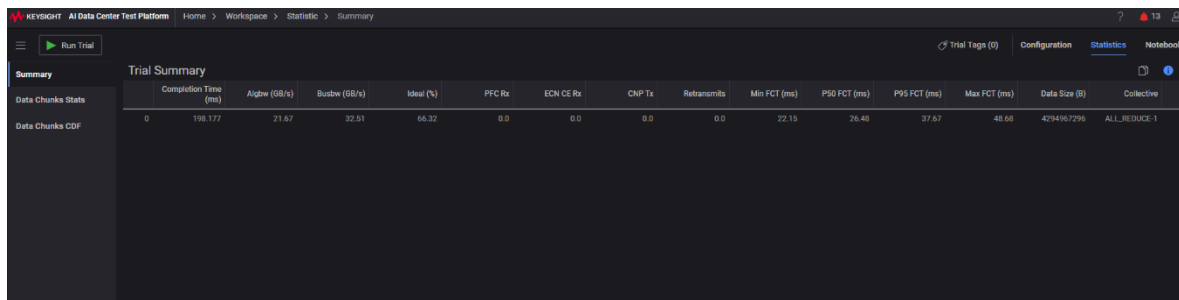 KEYSIGHT AI Data Center Test Platform Home > Workspace > Statistic > Summary ? 13
Run Trial Trial Tags (0) Configuration Statistics Notebook
Summary
Data Chunks Stats
Data Chunks CDF
Trial Summary
Completion Time (ms) Algbw (GB/s) Busbw (GB/s) Ideal (%) PFC Rx ECN CE Rx CNP Tx Retransmits Min FCT (ms) P50 FCT (ms) P95 FCT (ms) Max FCT (ms) Data Size (B) Collective
0 198.177 21.67 32.51 66.32 0.0 0.0 0.0 0.0 22.15 26.48 37.67 48.68 4294967296 ALL_REDUCE-1